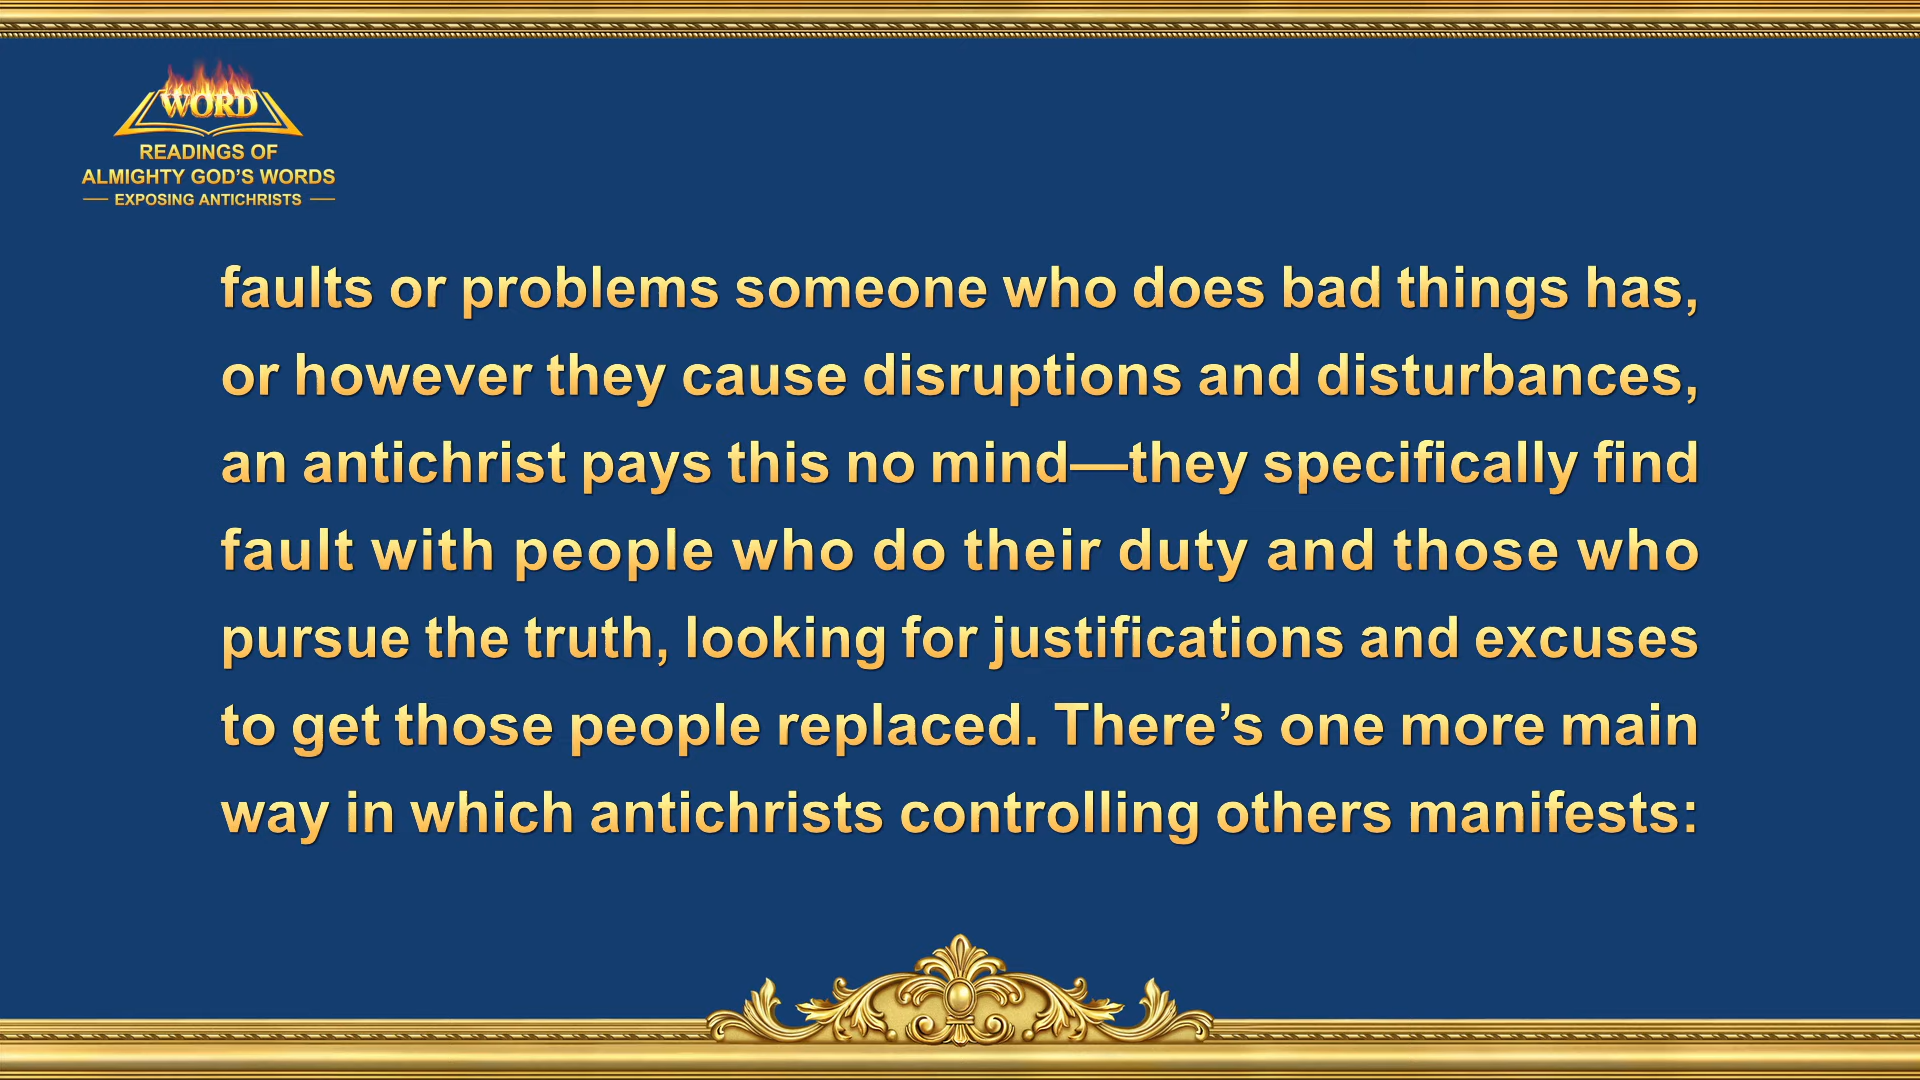 WORD
READINGS OF
ALMIGHTY GOD’S WORDS
EXPOSING ANTICHRISTS
faults or problems someone who does bad things has,
or however they cause disruptions and disturbances,
an antichrist pays this no mind—they specifically find
fault with people who do their duty and those who
pursue the truth, looking for justifications and excuses
to get those people replaced. There’s one more main
way in which antichrists controlling others manifests: